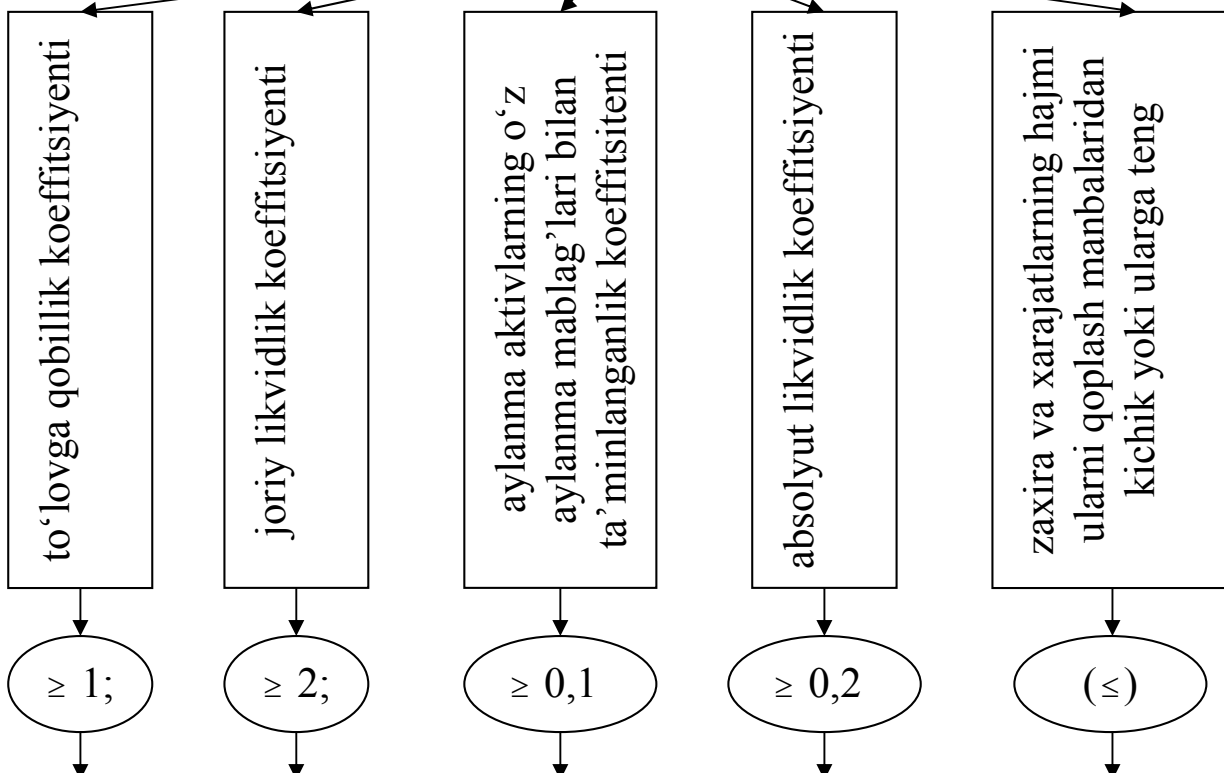 to‘lovga qobillik koeffitsiyenti
joriy likvidlik koeffitsiyenti
aylanma aktivlarning o‘z
aylanma mablag’lari bilan
ta’minlanganlik koeffitsitenti
absolyut likvidlik koeffitsiyenti
zaxira va xarajatlarning hajmi
ularni qoplash manbalaridan
kichik yoki ularga teng
≥ 1;
≥ 2;
≥ 0,1
≥ 0,2
(≤)